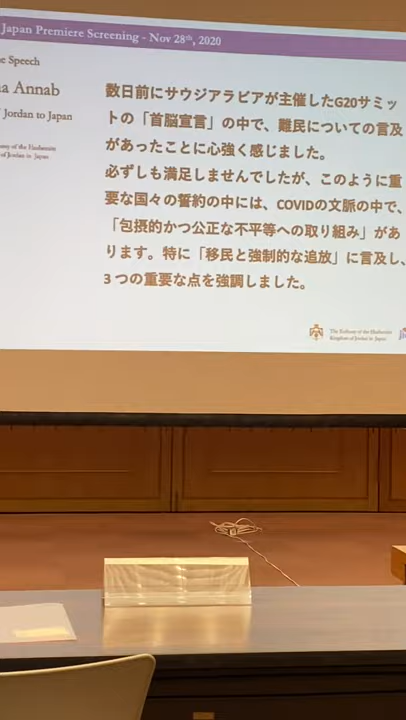 Japan Premiere Screening - Nov 28th, 2020
Speech
Annab
Jordan to Japan
of the Hashemite
of Jordan in Japan
数日前にサウジアラビアが主催したG20サミッ
トの「首脳宣言」の中で、難民についての言及
があったことに心強く感じました。
必ずしも満足しませんでしたが、このように重
要な国々の誓約の中には、COVIDの文脈の中で、
「包摂的かつ公正な不平等への取り組み」があ
ります。特に「移民と強制的な追放」に言及し、
3つの重要な点を強調しました。
The Embassy of the Hashemite
Kingdom of Jordan in Japan